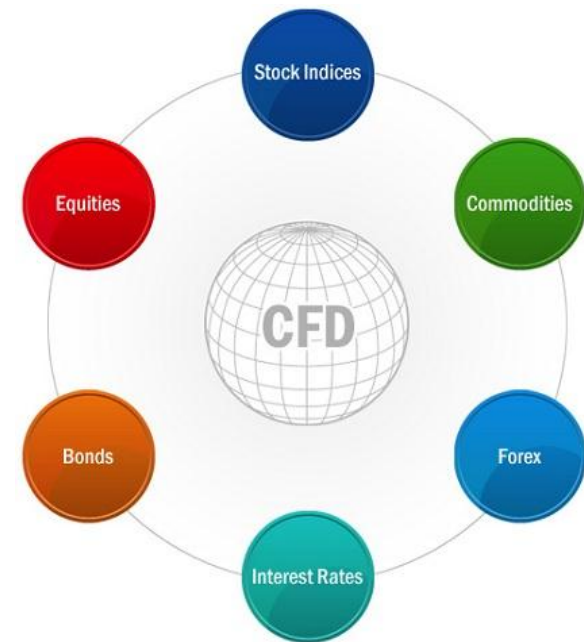 Stock Indices
Equities
Commodities
CFD
Bonds
Forex
Interest Rates